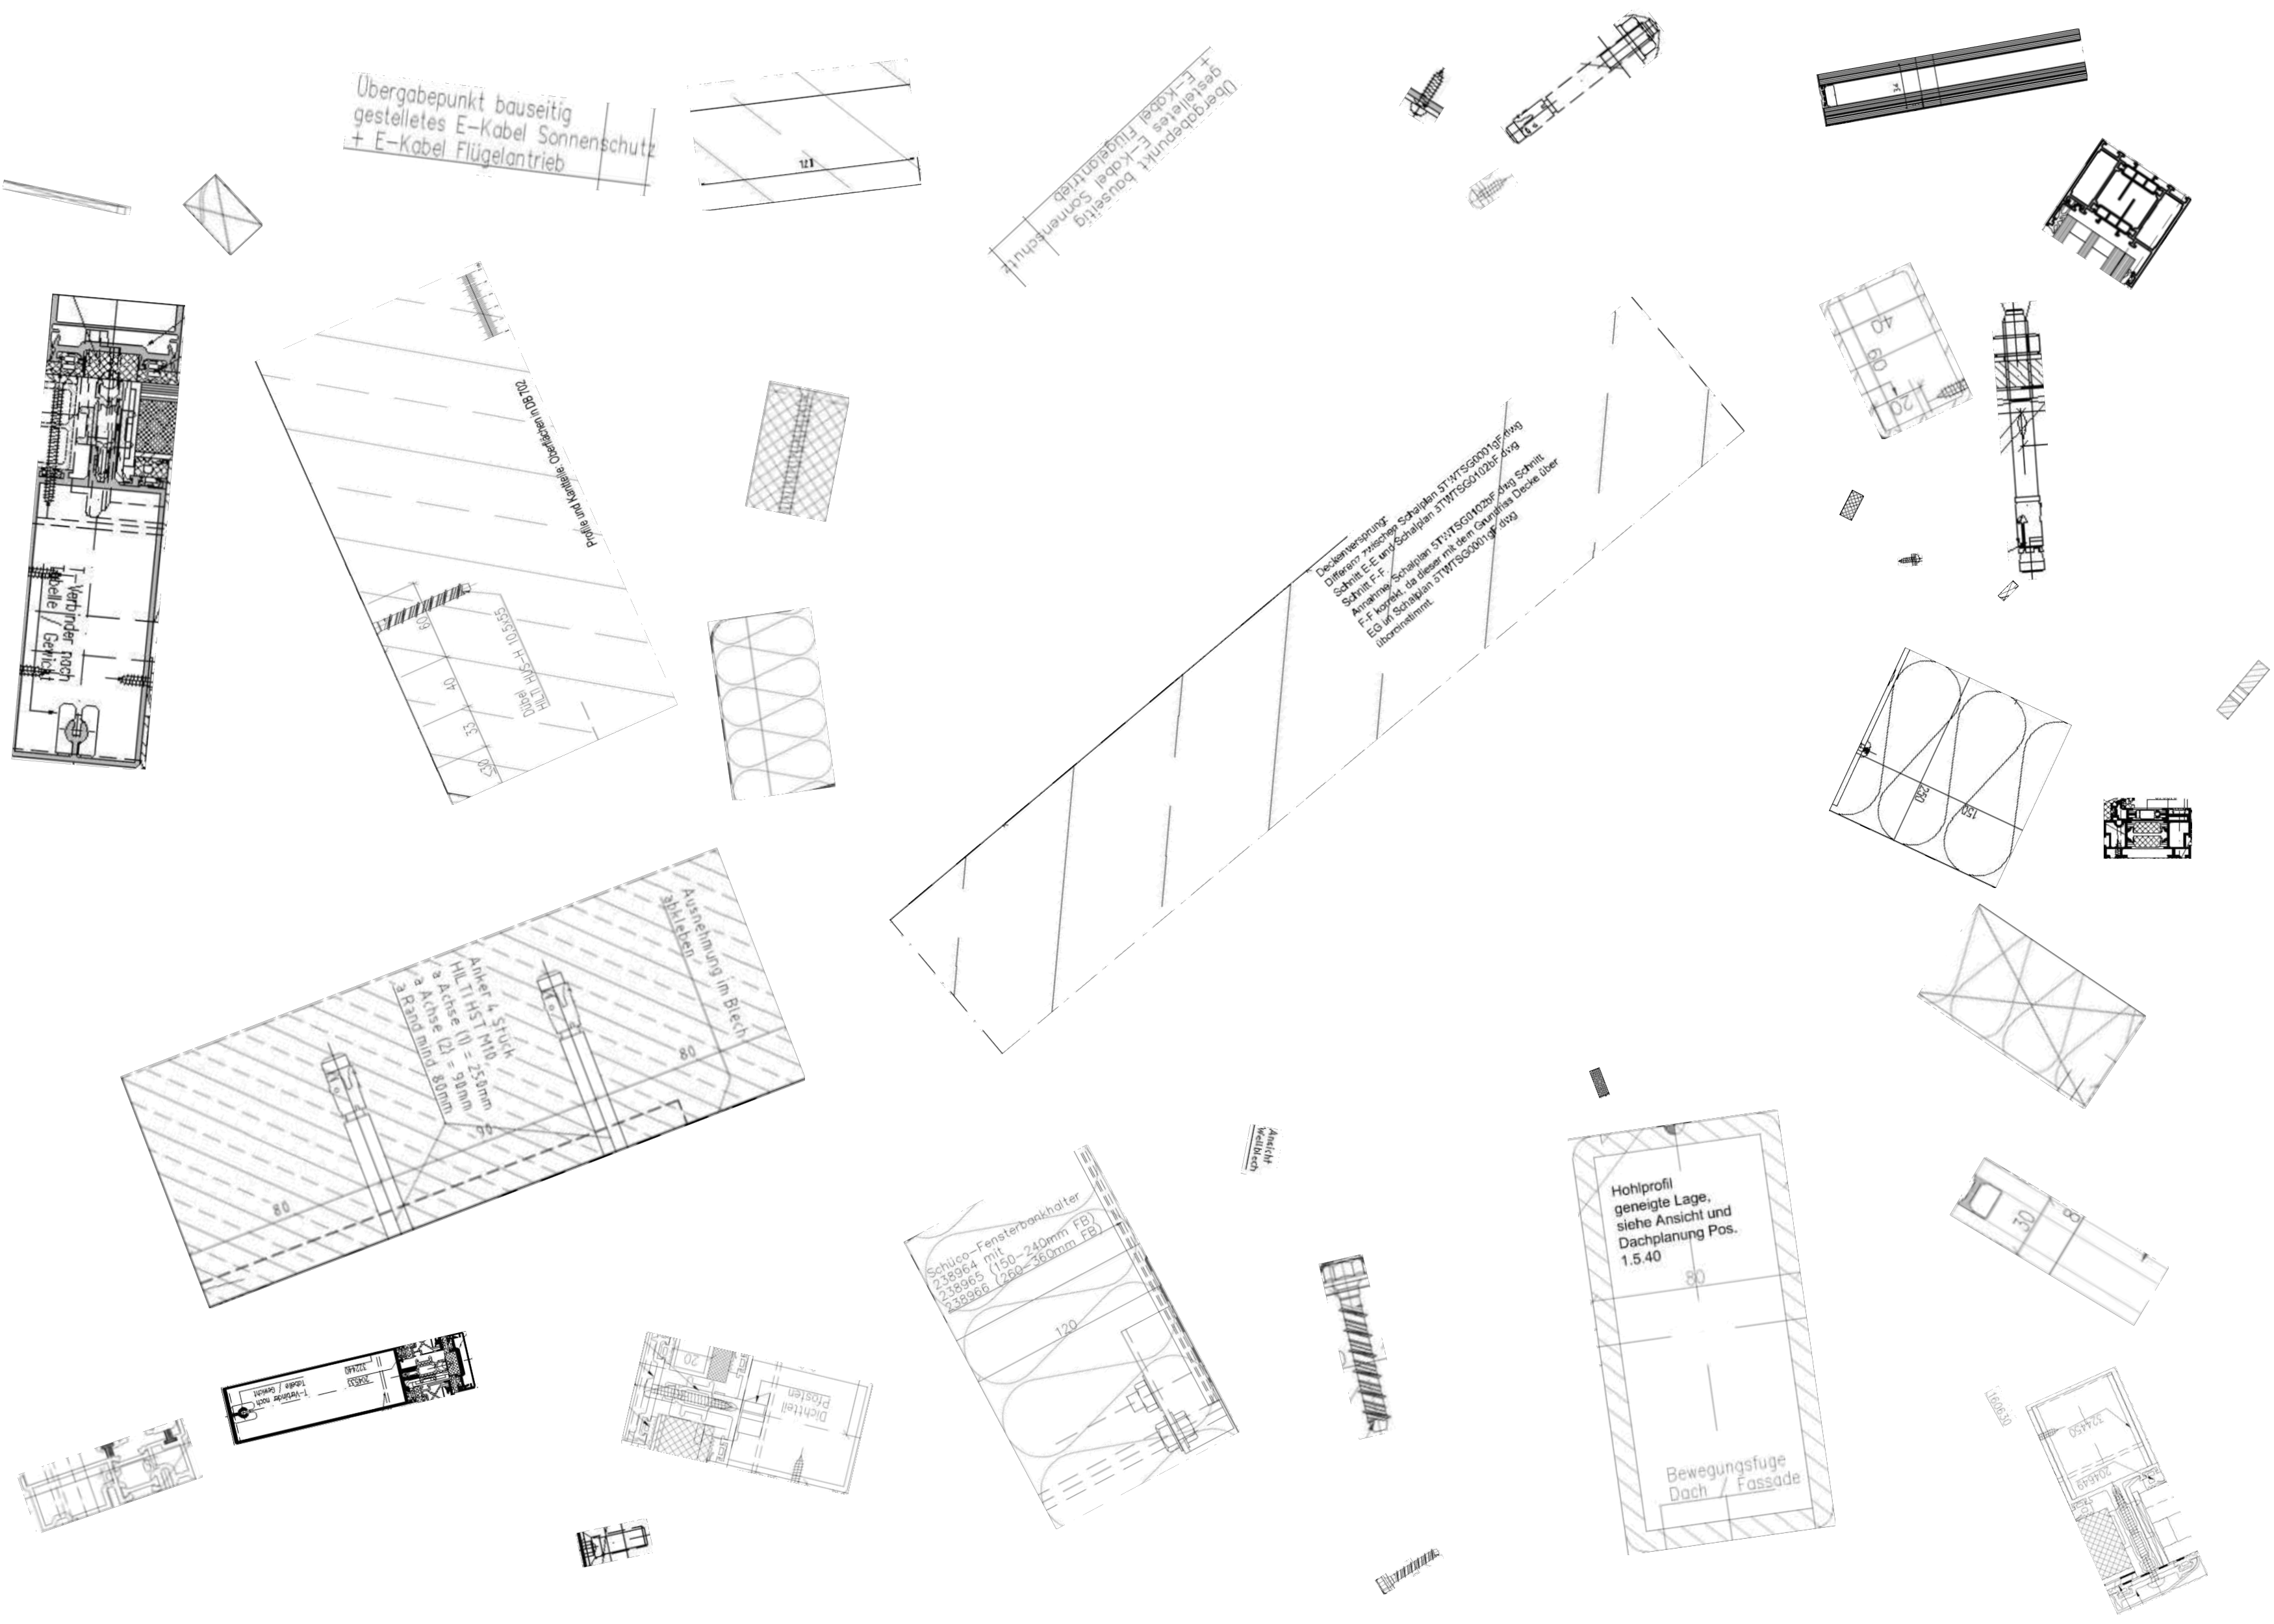 Übergabepunkt bauseitig
gestelletes E-Kabel Sonnenschutz
+ E-Kabel Flügelantrieb
121
Übergabepunkt bauseitig
gestelletes E-Kabel Sonnenschutz
+ E-Kabel Flügelantrieb
40
60
20
Profile und Kantteile: Oberflächen in DB 702
60
40
33
<30
Dübel
HILTI HUS-H 10,5x55
T-Verbinder nach
Tabelle / Gewicht
Deckenversprung:
Differenz zwischen Schalplan 5TWTSG0001gF.dwg
Schnitt E-E und Schalplan 5TWTSG0102bF.dwg
Schnitt F-F.
Annahme: Schalplan 5TWTSG0102bF.dwg Schnitt
F-F korrekt, da dieser mit dem Grundriss Decke über
EG im Schalplan 5TWTSG0001gF.dwg
übereinstimmt.
250
150
Ausnehmung im Blech
abkleben
Anker 4 Stück
HILTI HST M10,
a Achse (1) = 250mm
a Achse (2) = 90mm
a Rand mind 80mm
80
90
80
Ansicht
Wellblech
Schüco-Fensterbankhalter
238964 mit
238965 (150-240mm FB)
238966 (260-360mm FB)
120
Hohlprofil
geneigte Lage,
siehe Ansicht und
Dachplanung Pos.
1.5.40
80
Bewegungsfuge
Dach / Fassade
30
8
322440
204533
T-Verbinder nach
Tabelle / Gewicht
20
Dichtteil
Pfosten
324450
204649